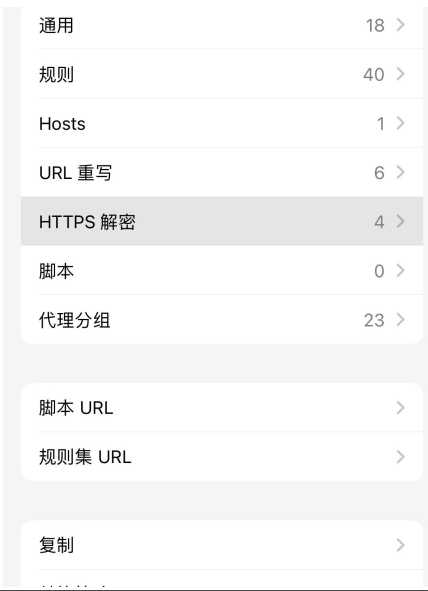 通用 18
规则 40
Hosts 1
URL 重写 6
HTTPS 解密 4
脚本 0
代理分组 23
脚本 URL
规则集 URL
复制